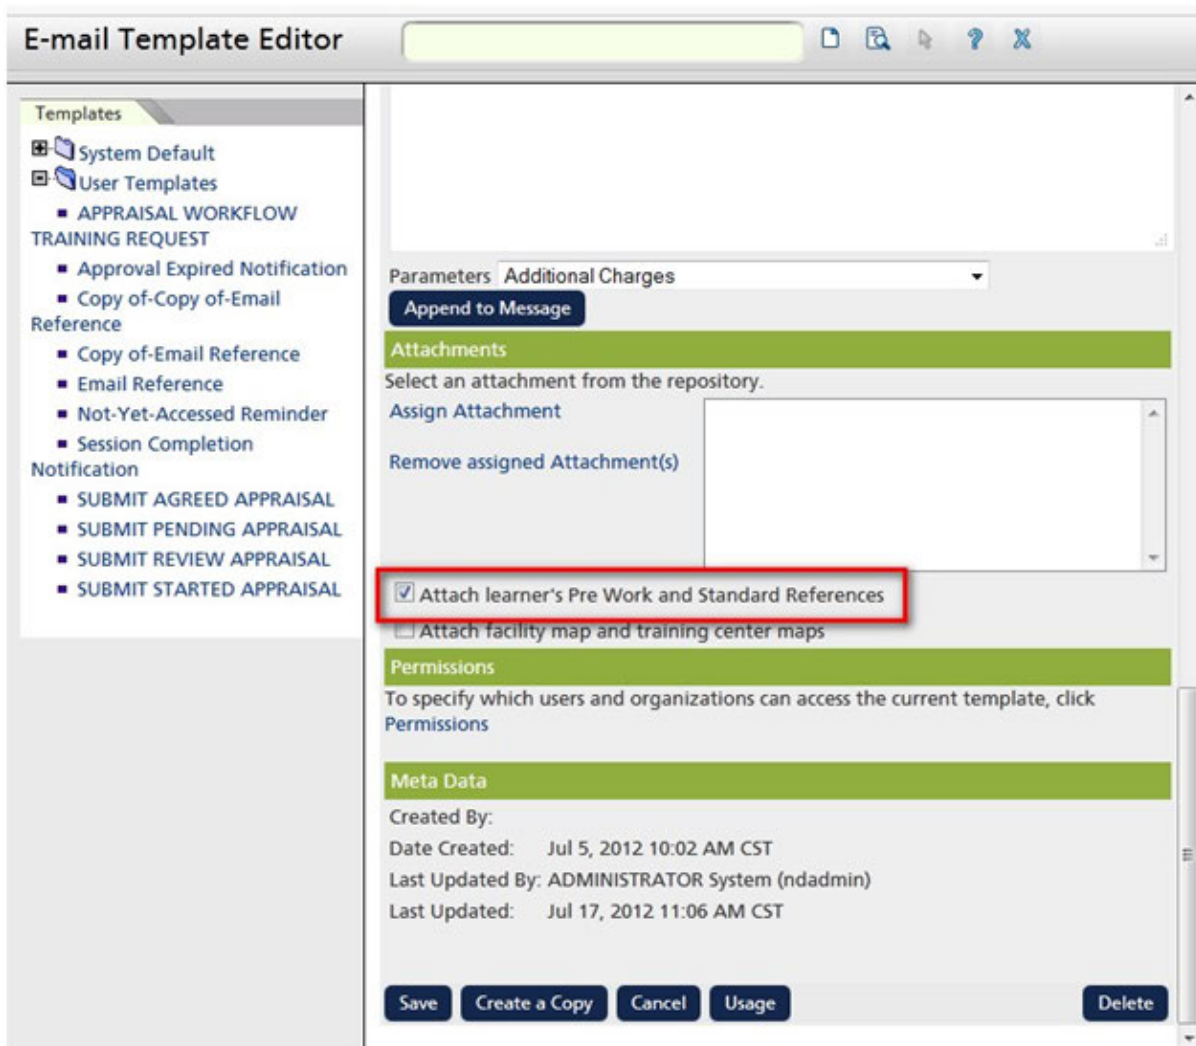 E-mail Template Editor
Templates
System Default
User Templates
APPRAISAL WORKFLOW
TRAINING REQUEST
Approval Expired Notification
Copy of-Copy of-Email
Reference
Copy of-Email Reference
Email Reference
Not-Yet-Accessed Reminder
Session Completion
Notification
SUBMIT AGREED APPRAISAL
SUBMIT PENDING APPRAISAL
SUBMIT REVIEW APPRAISAL
SUBMIT STARTED APPRAISAL
Parameters Additional Charges
Append to Message
Attachments
Select an attachment from the repository.
Assign Attachment
Remove assigned Attachment(s)
Attach learner's Pre Work and Standard References
Attach facility map and training center maps
Permissions
To specify which users and organizations can access the current template, click
Permissions
Meta Data
Created By:
Date Created: Jul 5, 2012 10:02 AM CST
Last Updated By: ADMINISTRATOR System (ndadmin)
Last Updated: Jul 17, 2012 11:06 AM CST
Save Create a Copy Cancel Usage Delete